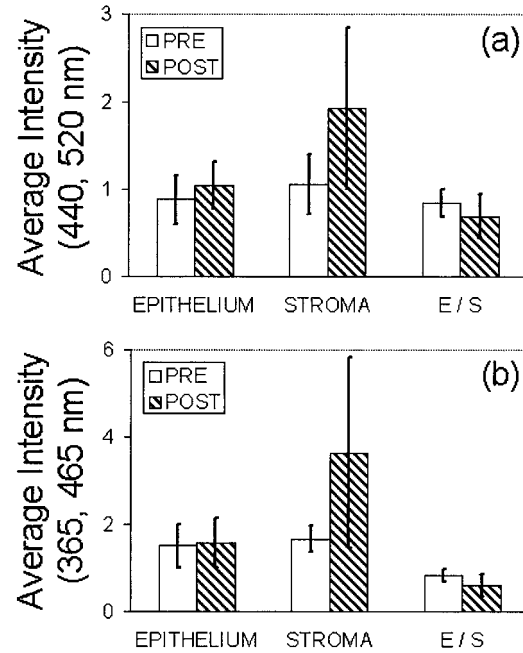 (a)
PRE
POST
Average Intensity
(440, 520 nm)
3
2
1
0
EPITHELIUM STROMA E / S
(b)
PRE
POST
Average Intensity
(365, 465 nm)
6
4
2
0
EPITHELIUM STROMA E / S